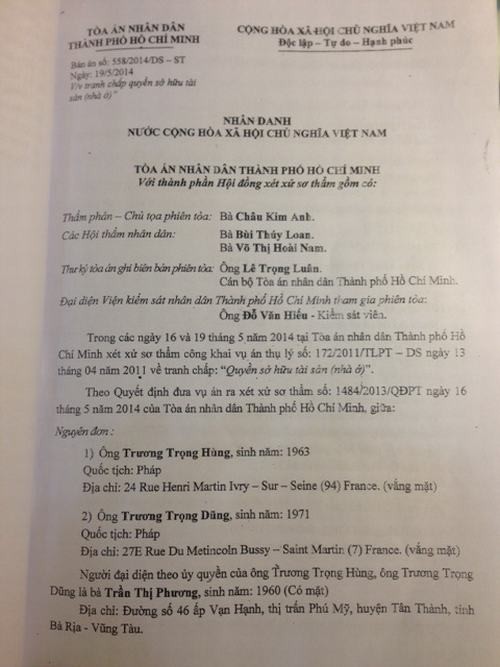 TÒA ÁN NHÂN DÂN
THÀNH PHỐ HỒ CHÍ MINH
CỘNG HÒA XÃ HỘI CHỦ NGHĨA VIỆT NAM
Độc lập – Tự do – Hạnh phúc
Bản án số: 558/2014/DS – ST
Ngày: 19/5/2014
V/v tranh chấp quyền sở hữu tài
sản (nhà ở)"
NHÂN DANH
NƯỚC CỘNG HÒA XÃ HỘI CHỦ NGHĨA VIỆT NAM
TÒA ÁN NHÂN DÂN THÀNH PHỐ HỒ CHÍ MINH
Với thành phần Hội đồng xét xử sơ thẩm gồm có:
Thẩm phán – Chủ tọa phiên tòa: Bà Châu Kim Anh.
Các Hội thẩm nhân dân: Bà Bùi Thúy Loan.
Bà Võ Thị Hoài Nam.
Thư ký tòa án ghi biên bản phiên tòa: Ông Lê Trọng Luân.
Cán bộ Tòa án nhân dân Thành phố Hồ Chí Minh.
Đại diện Viện kiểm sát nhân dân Thành phố Hồ Chí Minh tham gia phiên tòa:
Ông Đỗ Văn Hiếu - Kiểm sát viên.
Trong các ngày 16 và 19 tháng 5 năm 2014 tại Tòa án nhân dân Thành phố Hồ
Chí Minh xét xử sơ thẩm công khai vụ án thụ lý số: 172/2011/TLPT – DS ngày 13
tháng 04 năm 2011 về tranh chấp: "Quyền sở hữu tài sản (nhà ở)".
Theo Quyết định đưa vụ án ra xét xử sơ thẩm số: 1484/2013/QĐPT ngày 16
tháng 5 năm 2014 của Tòa án nhân dân Thành phố Hồ Chí Minh, giữa:
Nguyên đơn :
1) Ông Trương Trọng Hùng, sinh năm: 1963
Quốc tịch: Pháp
Địa chỉ: 24 Rue Henri Martin Ivry – Sur – Seine (94) France. (vắng mặt)
2) Ông Trương Trọng Dũng, sinh năm: 1971
Quốc tịch: Pháp
Địa chỉ: 27E Rue Du Metincoln Bussy – Saint Martin (7) France. (vắng mặt)
Người đại diện theo ủy quyền của ông Trương Trọng Hùng, ông Trương Trọng
Dũng là bà Trần Thị Phương, sinh năm: 1960 (Có mặt)
Địa chỉ: Đường số 46 ấp Vạn Hạnh, thị trấn Phú Mỹ, huyện Tân Thành, tỉnh
Bà Rịa - Vũng Tàu.